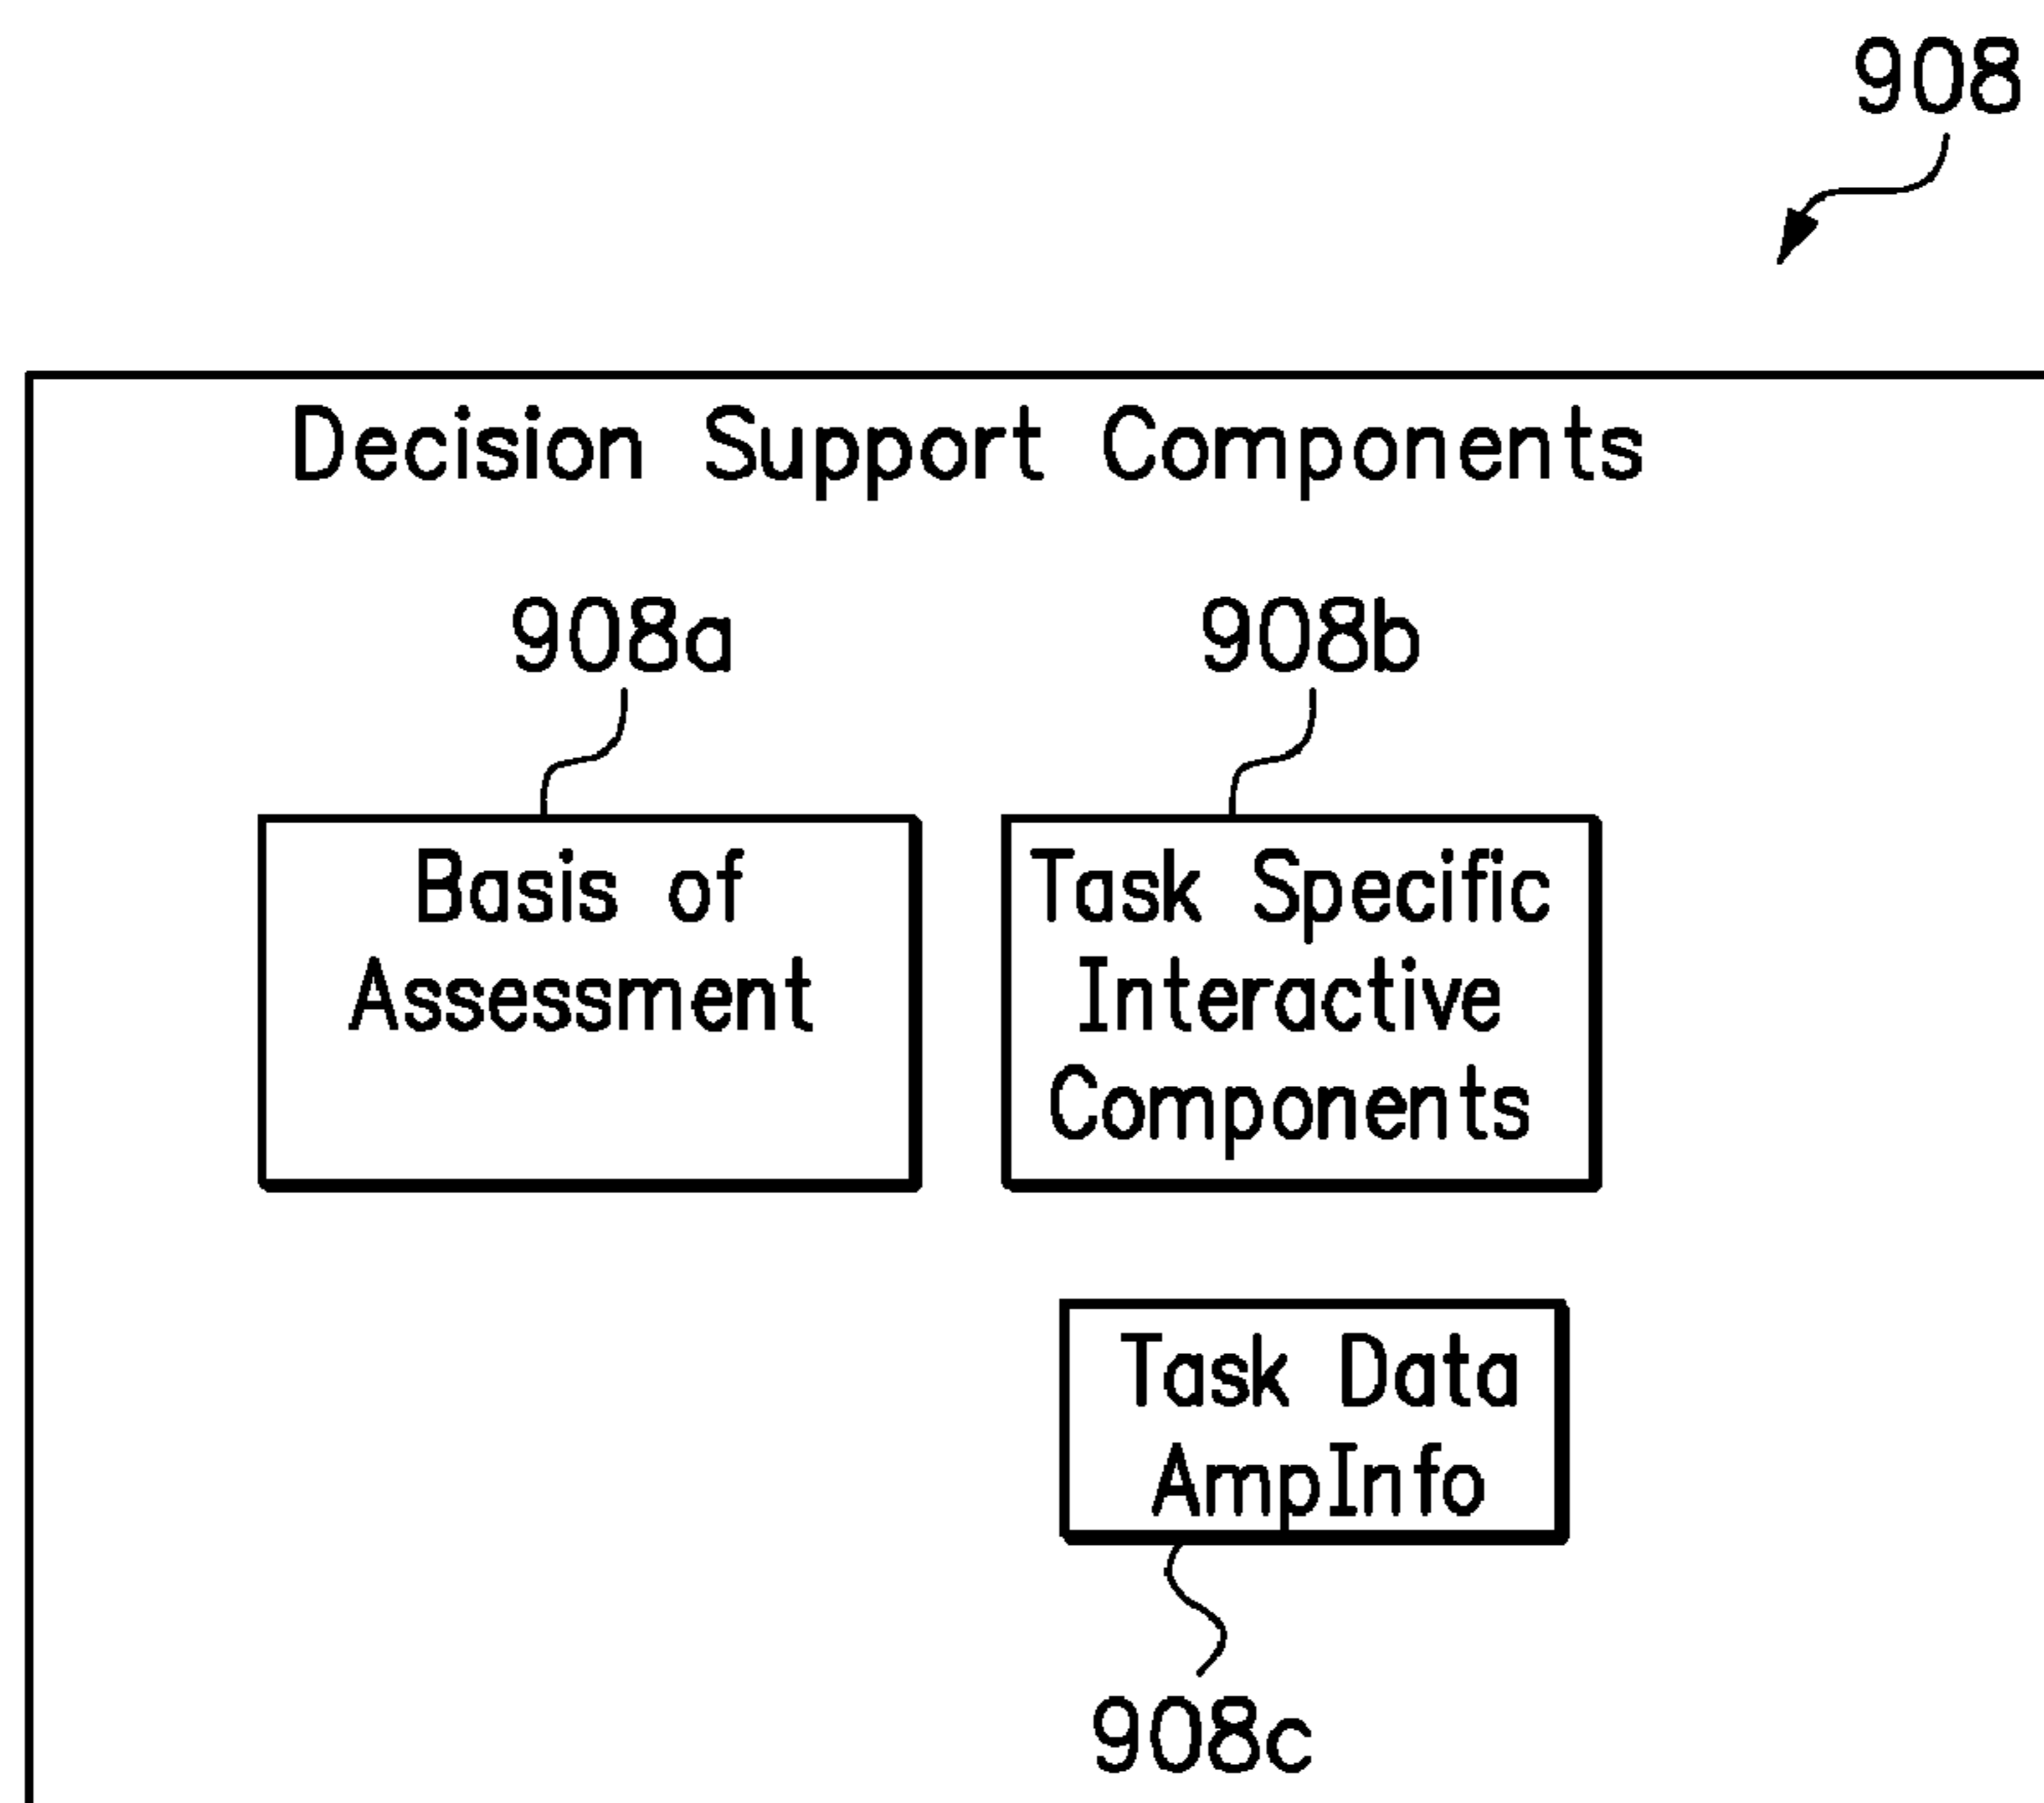 908
Decision Support Components
908a
908b
Basis of
Assessment
Task Specific
Interactive
Components
Task Data
AmpInfo
908c